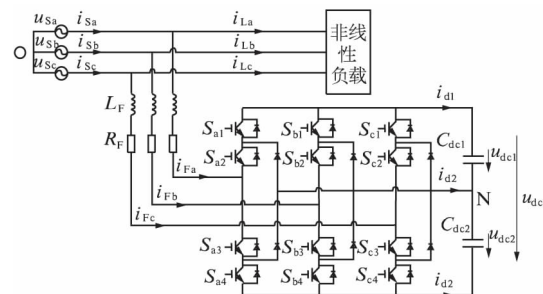 u_Sa i_Sa i_La 非线
u_Sb i_Sb i_Lb 性
u_Sc i_Sc i_Lc 负载
O
L_F
i_d1
R_F
S_a1 S_b1 S_c1 C_dc1
S_a2 S_b2 S_c2 u_dc1
i_Fa i_d2
i_Fb N u_dc
i_Fc C_dc2
u_dc2
S_a3 S_b3 S_c3
S_a4 S_b4 S_c4 i_d2